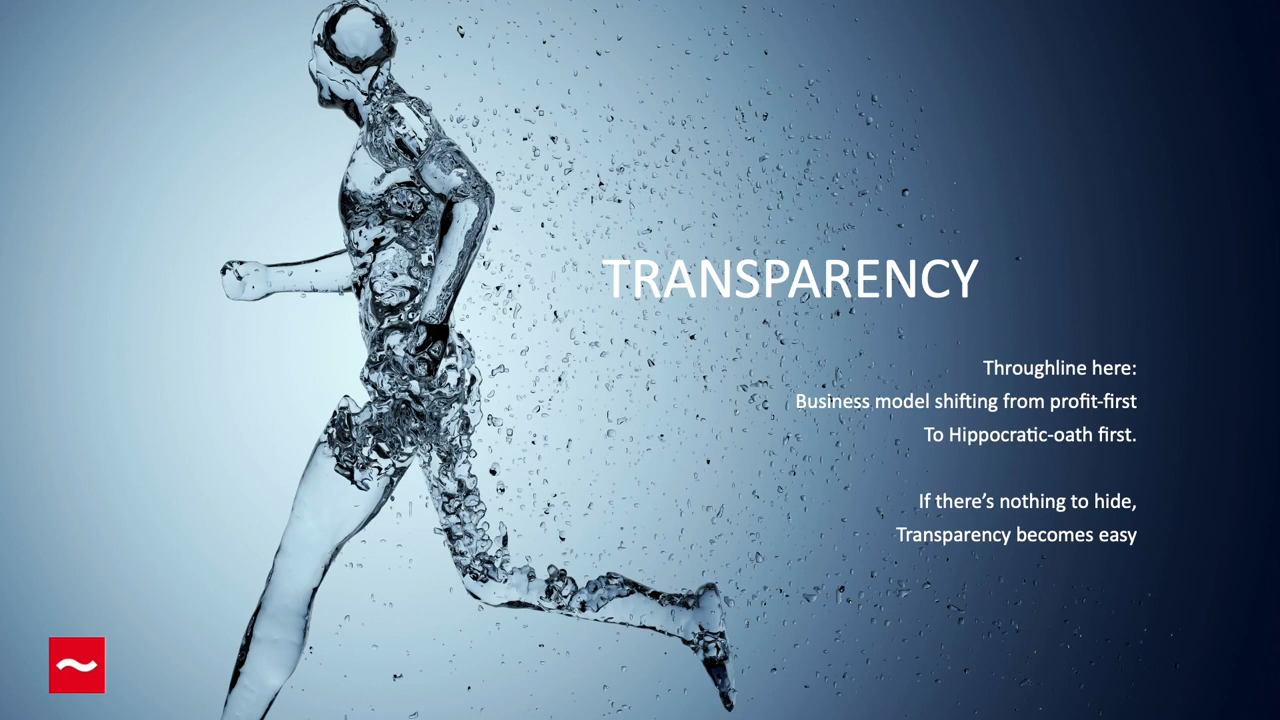 TRANSPARENCY
Throughline here:
Business model shifting from profit-first
To Hippocratic-oath first.
If there’s nothing to hide,
Transparency becomes easy